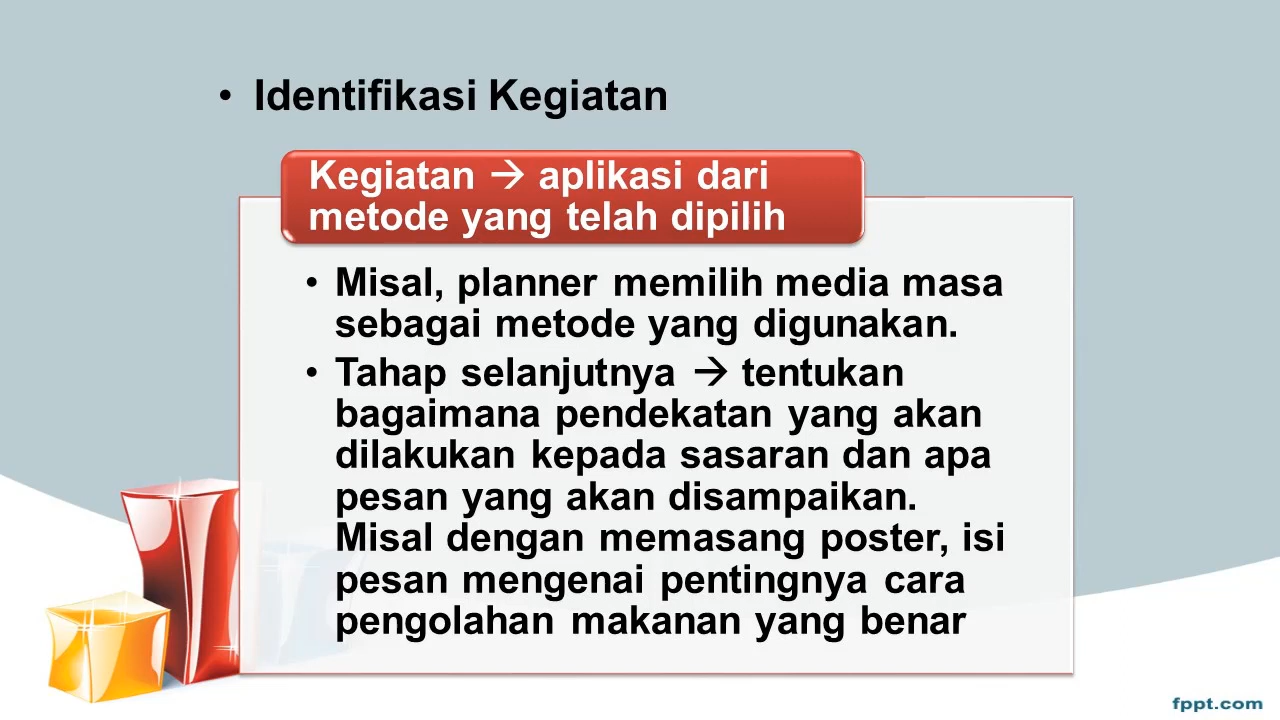 • Identifikasi Kegiatan
Kegiatan → aplikasi dari
metode yang telah dipilih
• Misal, planner memilih media masa
sebagai metode yang digunakan.
• Tahap selanjutnya → tentukan
bagaimana pendekatan yang akan
dilakukan kepada sasaran dan apa
pesan yang akan disampaikan.
Misal dengan memasang poster, isi
pesan mengenai pentingnya cara
pengolahan makanan yang benar
fppt.com